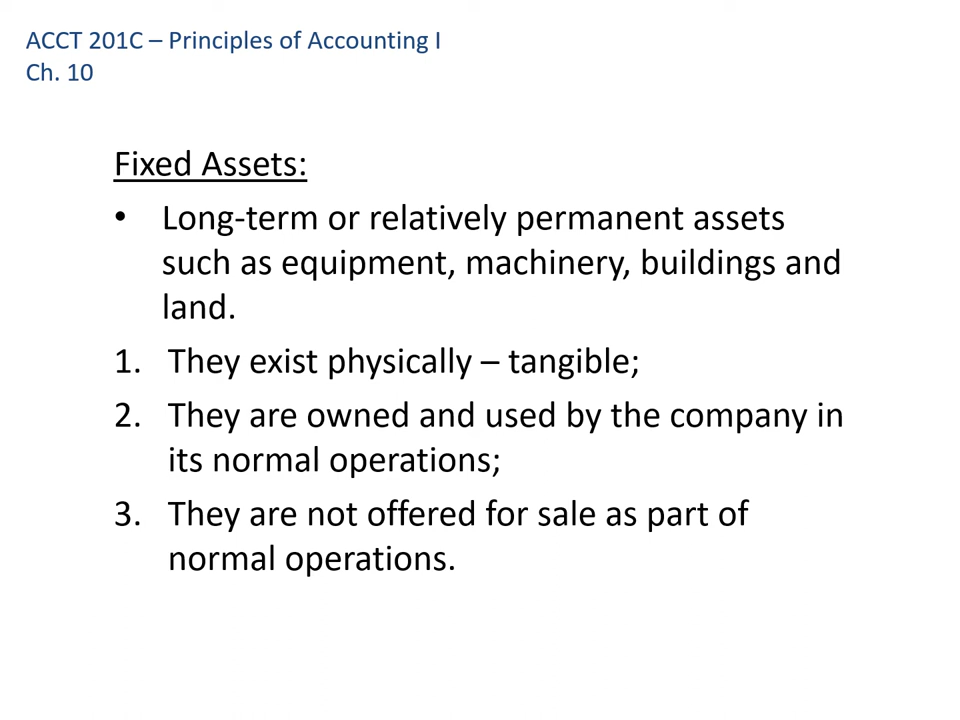 ACCT 201C – Principles of Accounting I
Ch. 10
Fixed Assets:
• Long-term or relatively permanent assets
such as equipment, machinery, buildings and
land.
1. They exist physically – tangible;
2. They are owned and used by the company in
its normal operations;
3. They are not offered for sale as part of
normal operations.